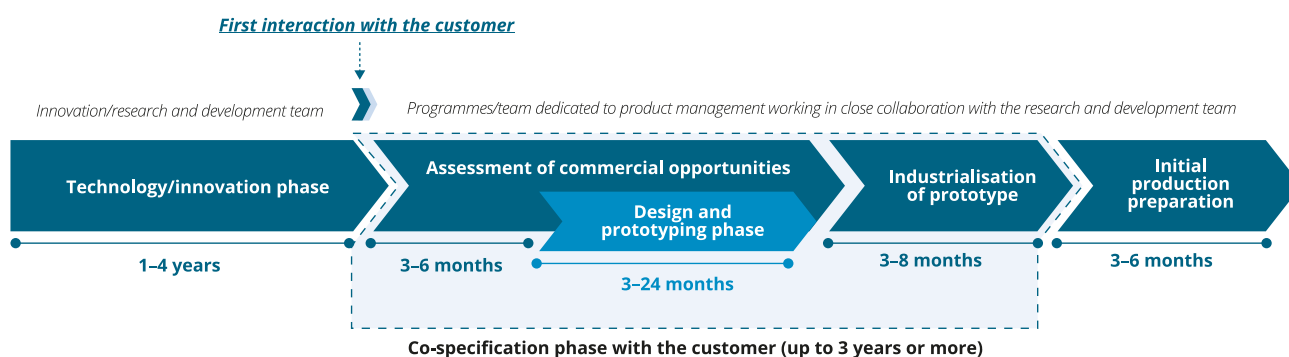 First interaction with the customer
Innovation/research and development team
Programmes/team dedicated to product management working in close collaboration with the research and development team
Technology/innovation phase
Assessment of commercial opportunities
Design and
prototyping phase
Industrialisation
of prototype
Initial
production
preparation
1–4 years
3–6 months
3–24 months
3–8 months
3–6 months
Co-specification phase with the customer (up to 3 years or more)